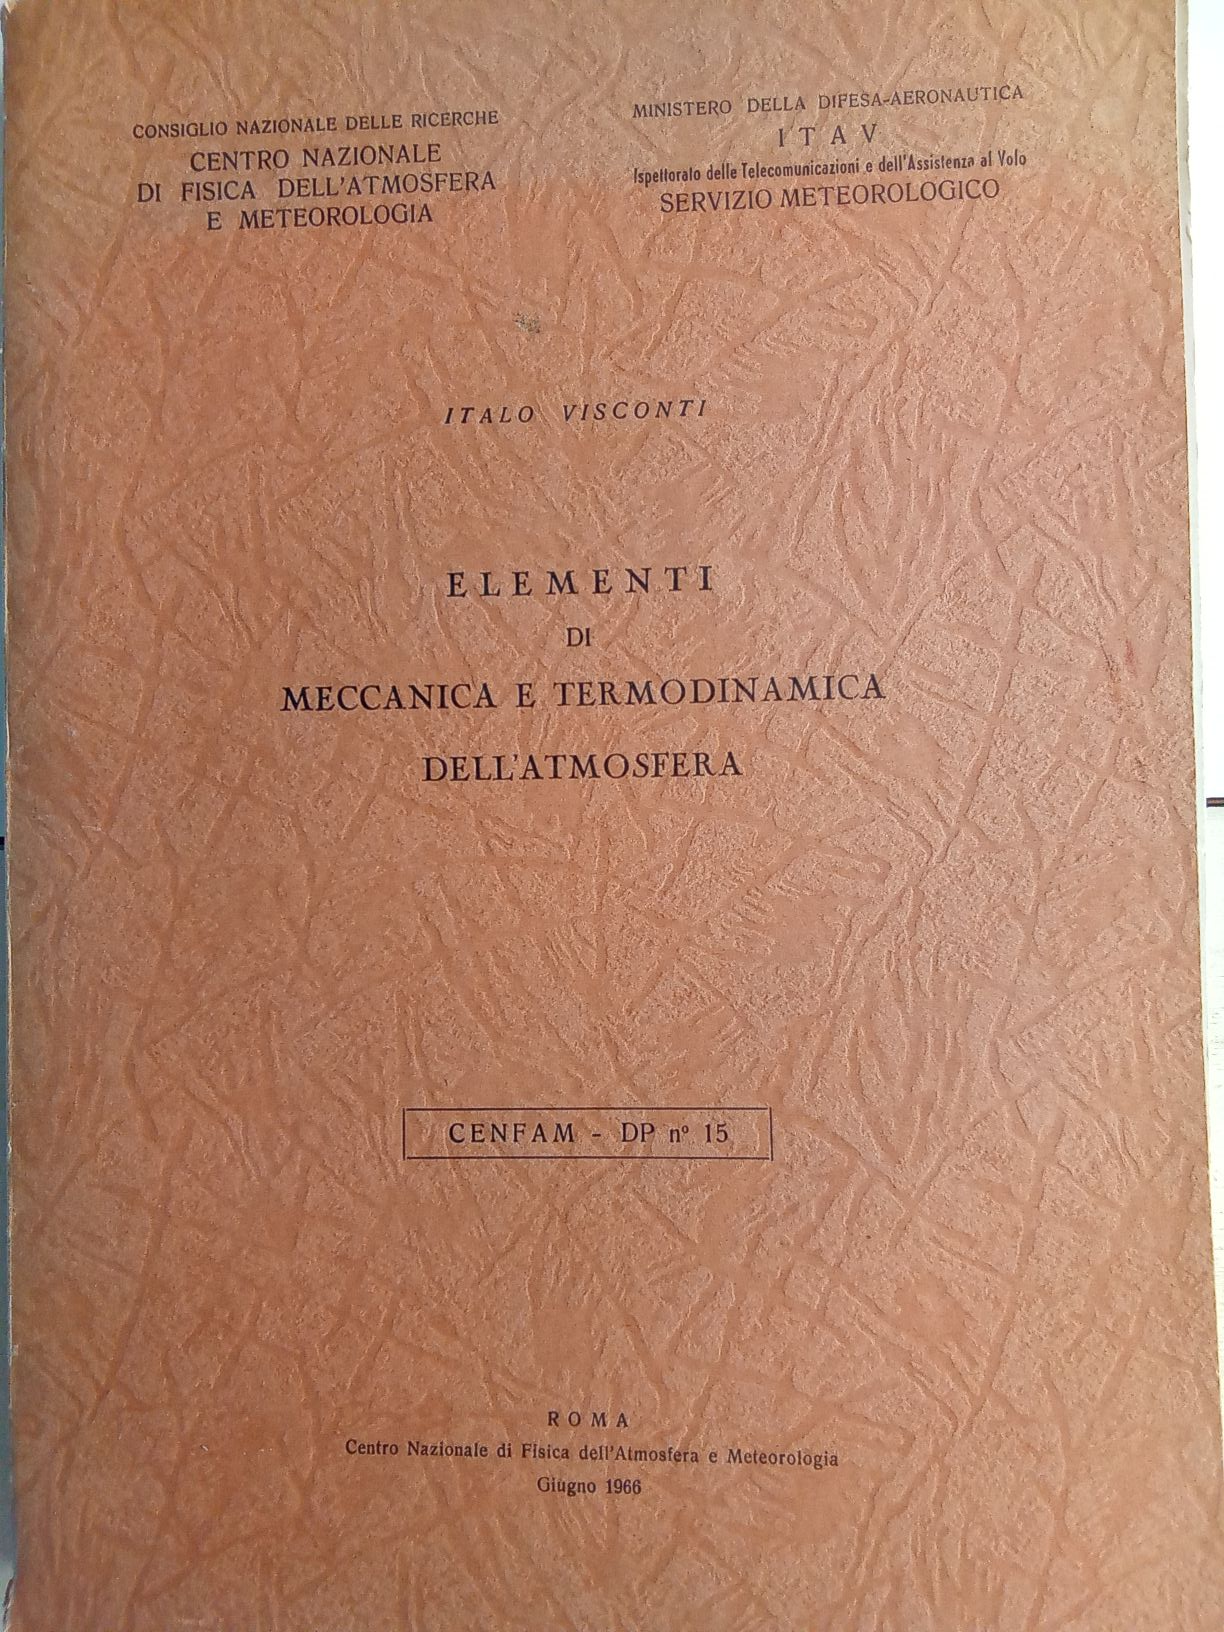 CONSIGLIO NAZIONALE DELLE RICERCHE
CENTRO NAZIONALE
DI FISICA DELL'ATMOSFERA
E METEOROLOGIA
MINISTERO DELLA DIFESA-AERONAUTICA
ITAV
Ispettorato delle Telecomunicazioni e dell'Assistenza al Volo
SERVIZIO METEOROLOGICO
ITALO VISCONTI
ELEMENTI
DI
MECCANICA E TERMODINAMICA
DELL'ATMOSFERA
CENFAM - DP n° 15
ROMA
Centro Nazionale di Fisica dell'Atmosfera e Meteorologia
Giugno 1966